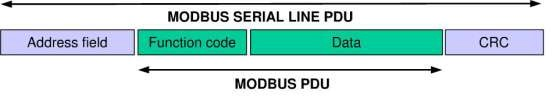 MODBUS SERIAL LINE PDU
Address field Function code Data CRC
MODBUS PDU